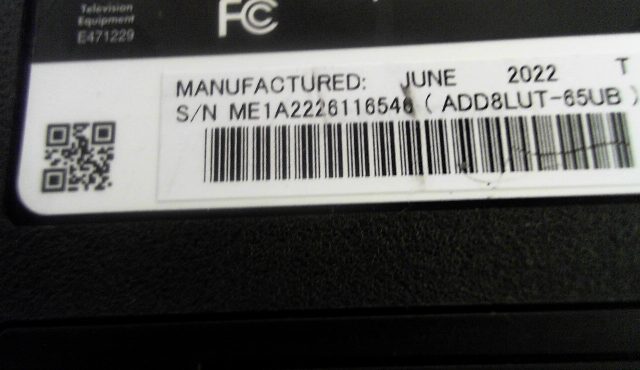 Television
Equipment
E471229
FC
MANUFACTURED: JUNE 2022 T
S/N ME1A2226116546 ( ADD8LUT-65UB )